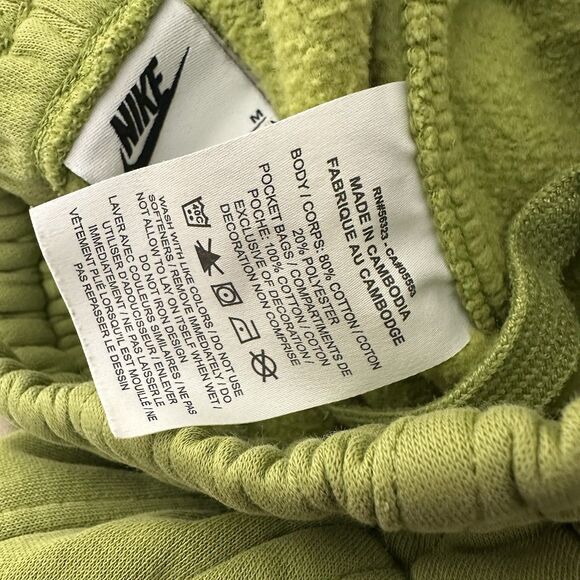 NIKE
M
RN#56323 - CA#05553
MADE IN CAMBODIA
FABRIQUE AU CAMBODGE
BODY / CORPS: 80% COTTON / COTON
20% POLYESTER
POCKET BAGS / COMPARTIMENTS DE
POCHE: 100% COTTON / COTON
EXCLUSIVE OF DECORATION /
DECORATION NON COMPRISE
WASH WITH LIKE COLORS / DO NOT USE
SOFTENERS / REMOVE IMMEDIATELY / DO
NOT ALLOW TO LAY ON ITSELF WHEN WET /
DO NOT IRON DESIGN /
LAVER AVEC COULEURS SIMILAIRES / NE PAS
UTILISER D'ADOUCISSEUR / ENLEVER
IMMÉDIATEMENT / NE PAS LAISSER LE
VÊTEMENT PLIÉ LORSQU'IL EST MOUILLÉ / NE
PAS REPASSER LE DESSIN